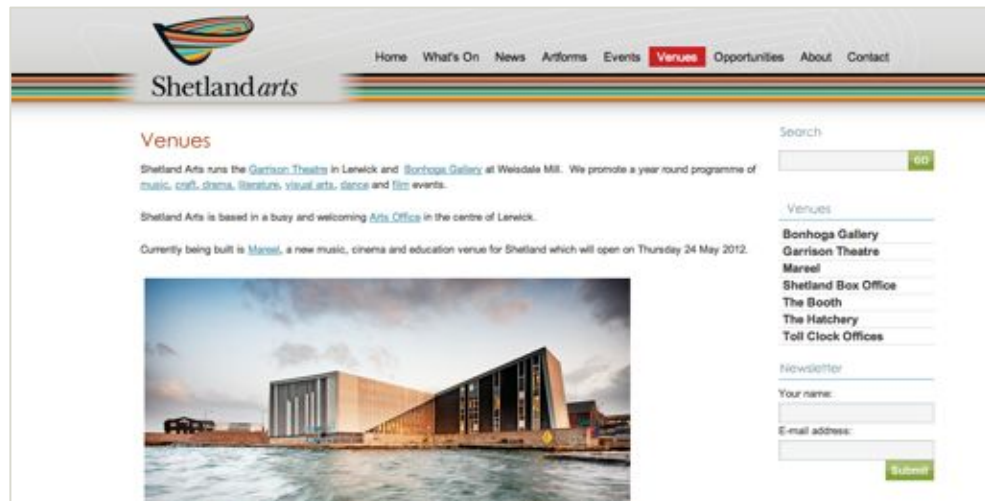 Shetland arts
Home What's On News Artforms Events Venues Opportunities About Contact
Venues
Shetland Arts runs the Garrison Theatre in Lerwick and Bonhoga Gallery at Weisdale Mill. We promote a year round programme of
music, craft, drama, literature, visual arts, dance and film events.
Shetland Arts is based in a busy and welcoming Arts Office in the centre of Lerwick.
Currently being built is Mareel, a new music, cinema and education venue for Shetland which will open on Thursday 24 May 2012.
Search
GO
Venues
Bonhoga Gallery
Garrison Theatre
Mareel
Shetland Box Office
The Booth
The Hatchery
Toll Clock Offices
Newsletter
Your name:
E-mail address:
Submit